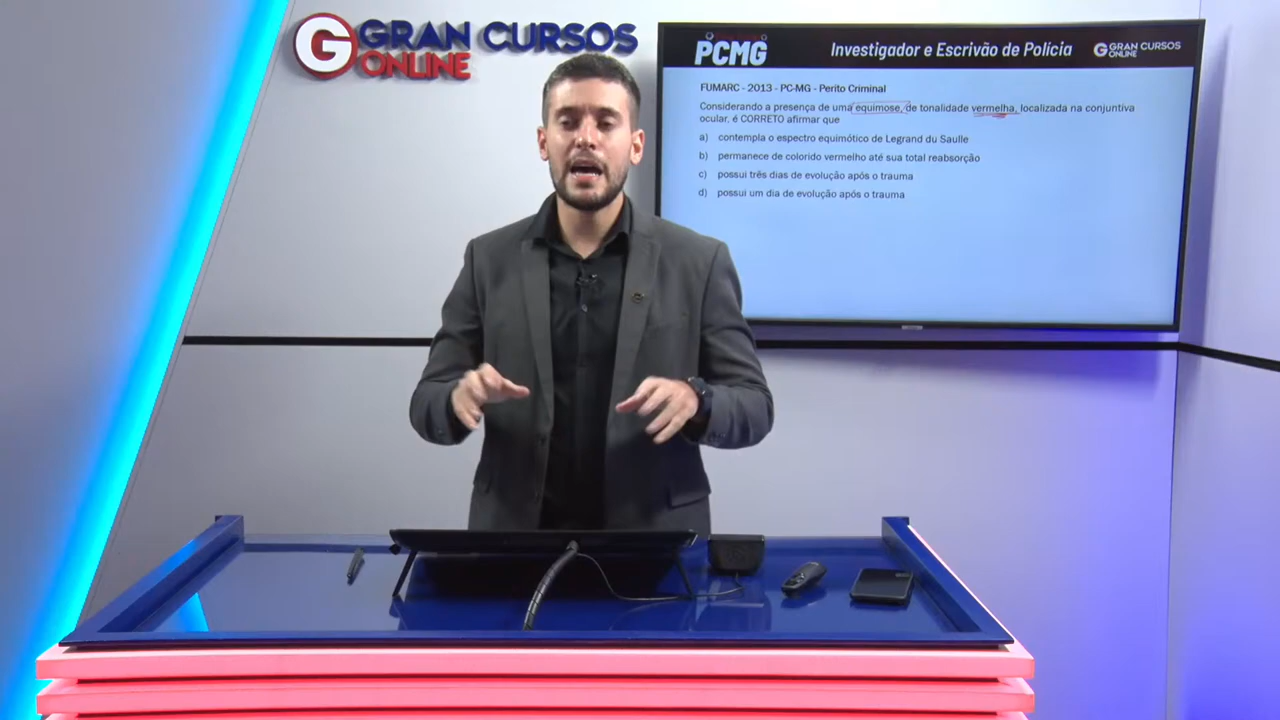 GRAN CURSOS
ONLINE
PCMG
Investigador e Escrivão de Polícia
GRAN CURSOS
ONLINE
FUMARC - 2013 - PC-MG - Perito Criminal
Considerando a presença de uma equimose, de tonalidade vermelha, localizada na conjuntiva
ocular, é CORRETO afirmar que
a) contempla o espectro equimótico de Legrand du Saulle
b) permanece de colorido vermelho até sua total reabsorção
c) possui três dias de evolução após o trauma
d) possui um dia de evolução após o trauma